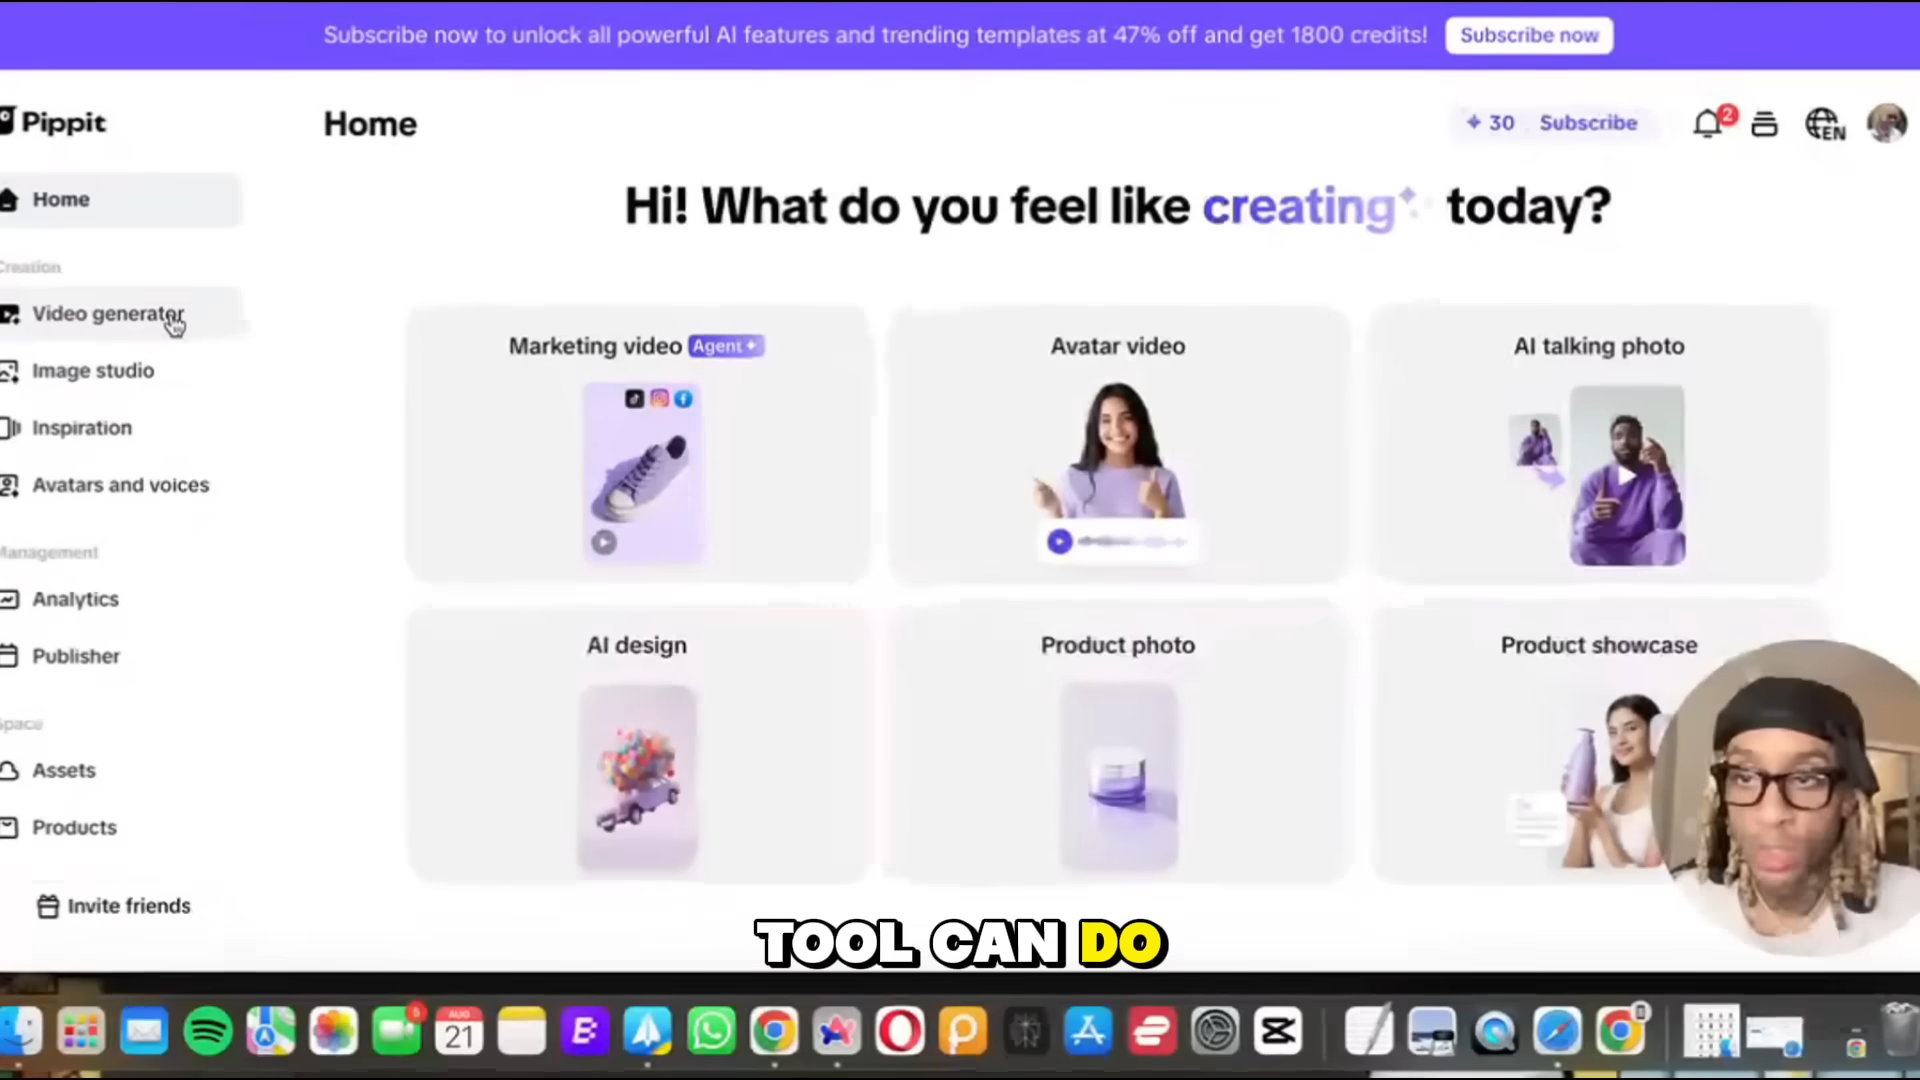 Subscribe now to unlock all powerful AI features and trending templates at 47% off and get 1800 credits!
Subscribe now
Pippit
Home
30 Subscribe
2
EN
Home
Hi! What do you feel like creating today?
Creation
Video generator
Image studio
Inspiration
Avatars and voices
Management
Analytics
Publisher
Space
Assets
Products
Invite friends
Marketing video Agent
Avatar video
AI talking photo
AI design
Product photo
Product showcase
TOOL CAN DO
AUG
21